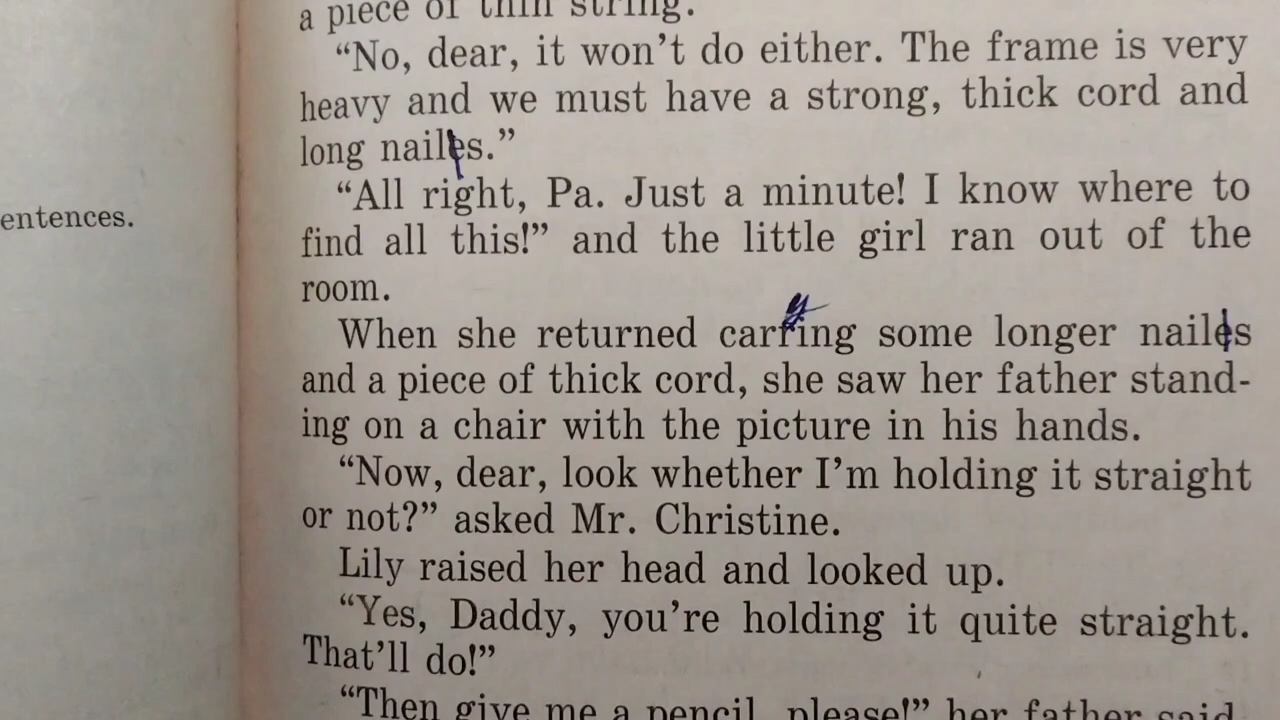 a piece of thin string.
“No, dear, it won’t do either. The frame is very
heavy and we must have a strong, thick cord and
long nailes.”
“All right, Pa. Just a minute! I know where to
entences.
find all this!” and the little girl ran out of the
room.
y
When she returned carring some longer nailes
and a piece of thick cord, she saw her father stand-
ing on a chair with the picture in his hands.
“Now, dear, look whether I’m holding it straight
or not?” asked Mr. Christine.
Lily raised her head and looked up.
“Yes, Daddy, you’re holding it quite straight.
That’ll do!”
“Then give me a pencil, please!” her father said